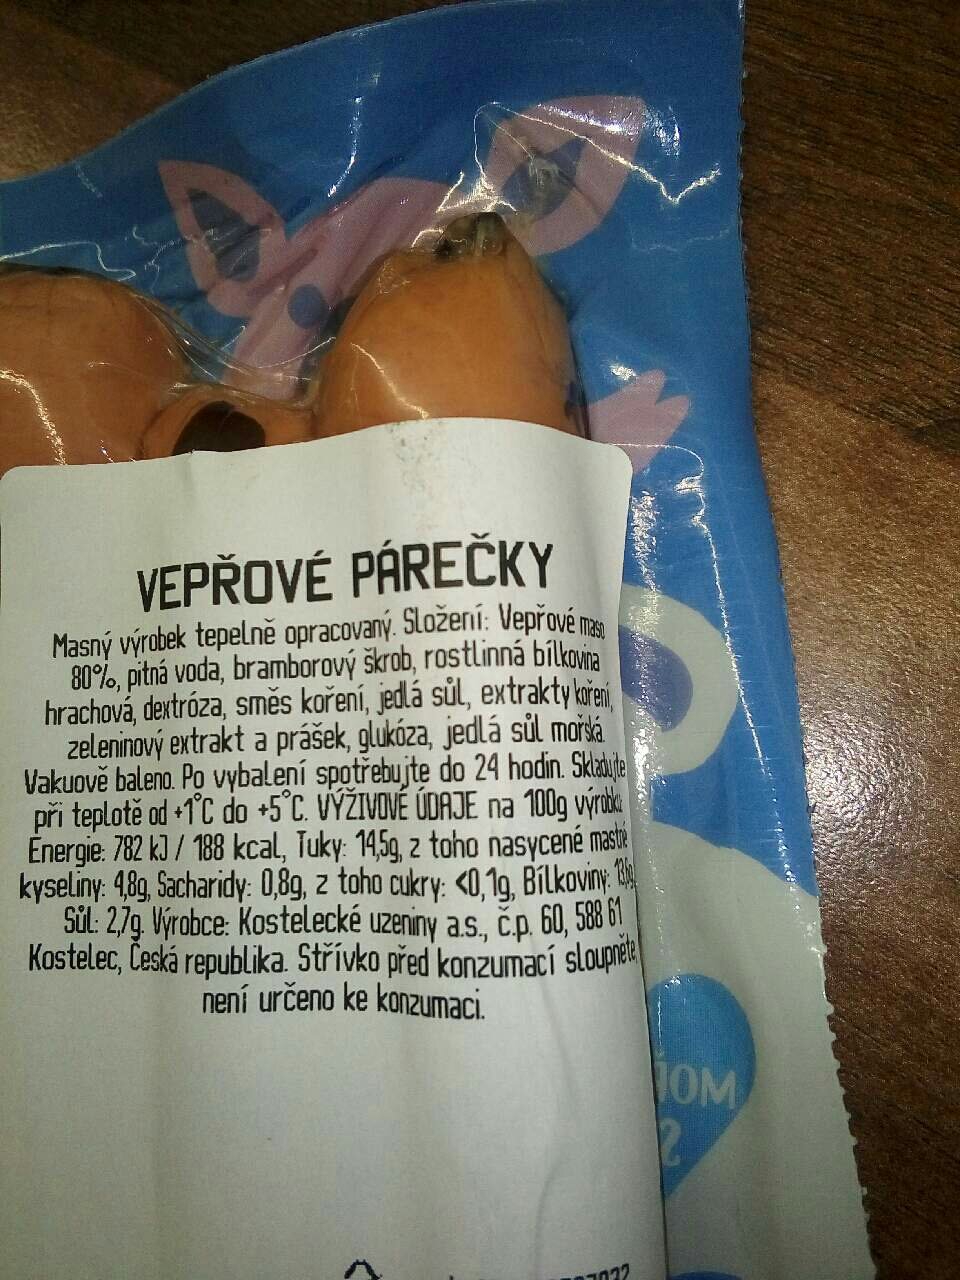 VEPŘOVÉ PÁREČKY
Masný výrobek tepelně opracovaný. Složení: Vepřové maso
80%, pitná voda, bramborový škrob, rostlinná bílkovina
hrachová, dextróza, směs koření, jedlá sůl, extrakty koření,
zeleninový extrakt a prášek, glukóza, jedlá sůl mořská.
Vakuově baleno. Po vybalení spotřebujte do 24 hodin. Skladujte
při teplotě od +1°C do +5°C. VÝŽIVOVÉ ÚDAJE na 100g výrobku:
Energie: 782 kJ / 188 kcal, Tuky: 14,5g, z toho nasycené mastné
kyseliny: 4,8g, Sacharidy: 0,8g, z toho cukry: <0,1g, Bílkoviny: 13,6g,
Sůl: 2,7g. Výrobce: Kostelecké uzeniny a.s., č.p. 60, 588 61
Kostelec, Česká republika. Střívko před konzumací sloupněte,
není určeno ke konzumaci.